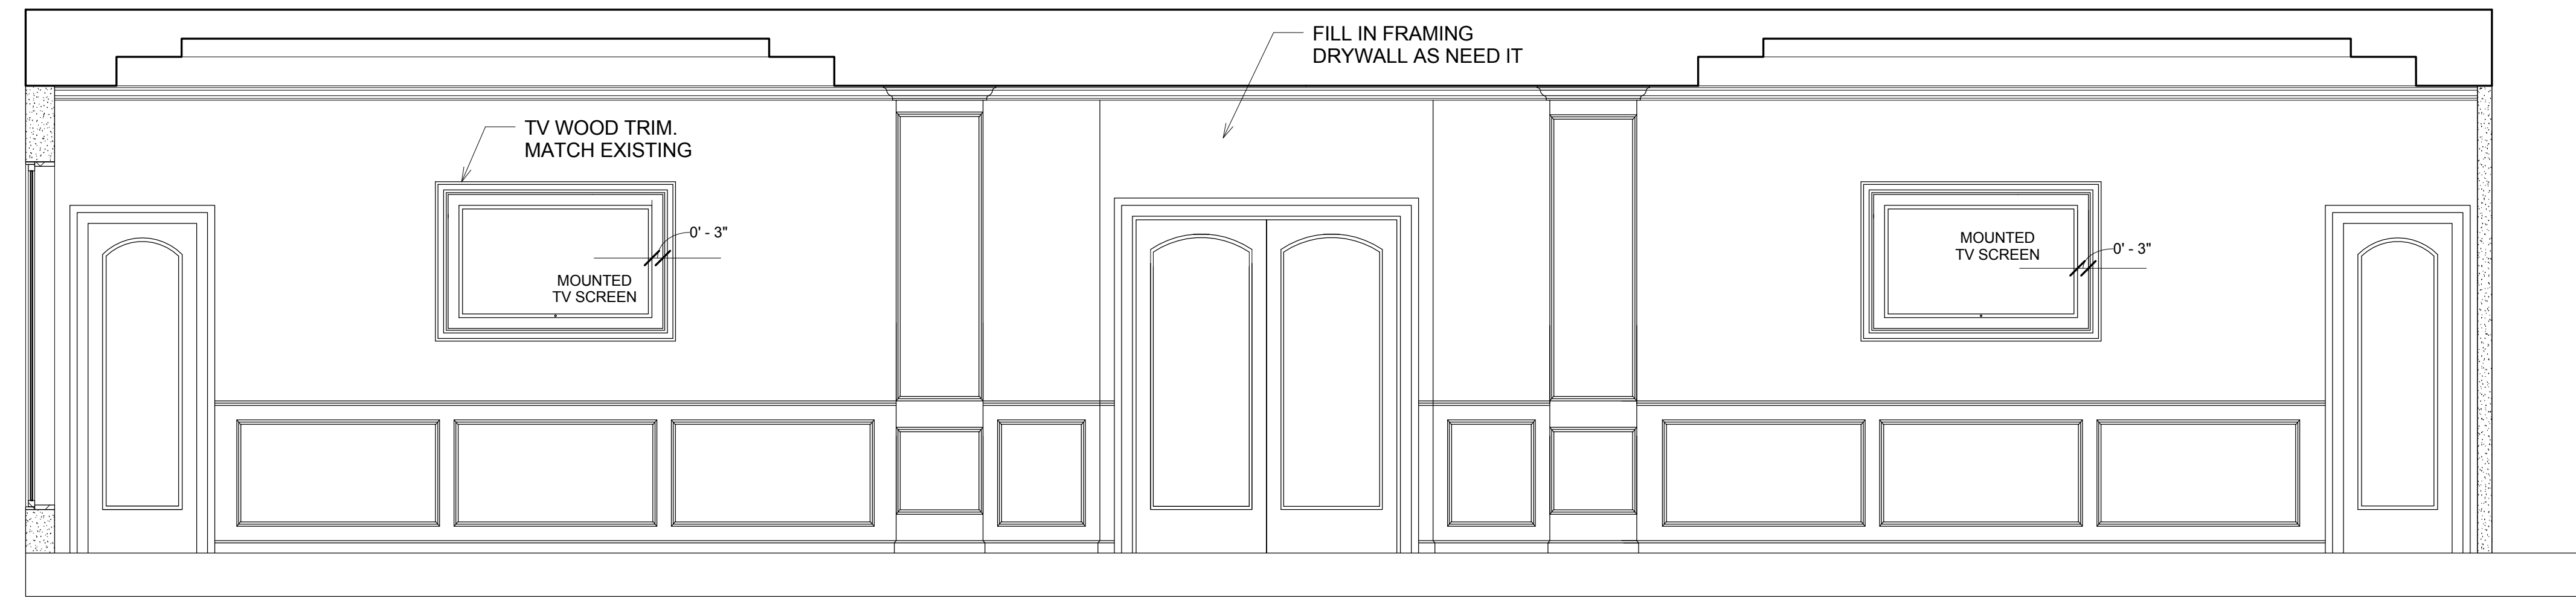 FILL IN FRAMING
DRYWALL AS NEED IT
TV WOOD TRIM.
MATCH EXISTING
0' - 3"
MOUNTED
TV SCREEN
MOUNTED
TV SCREEN
0' - 3"